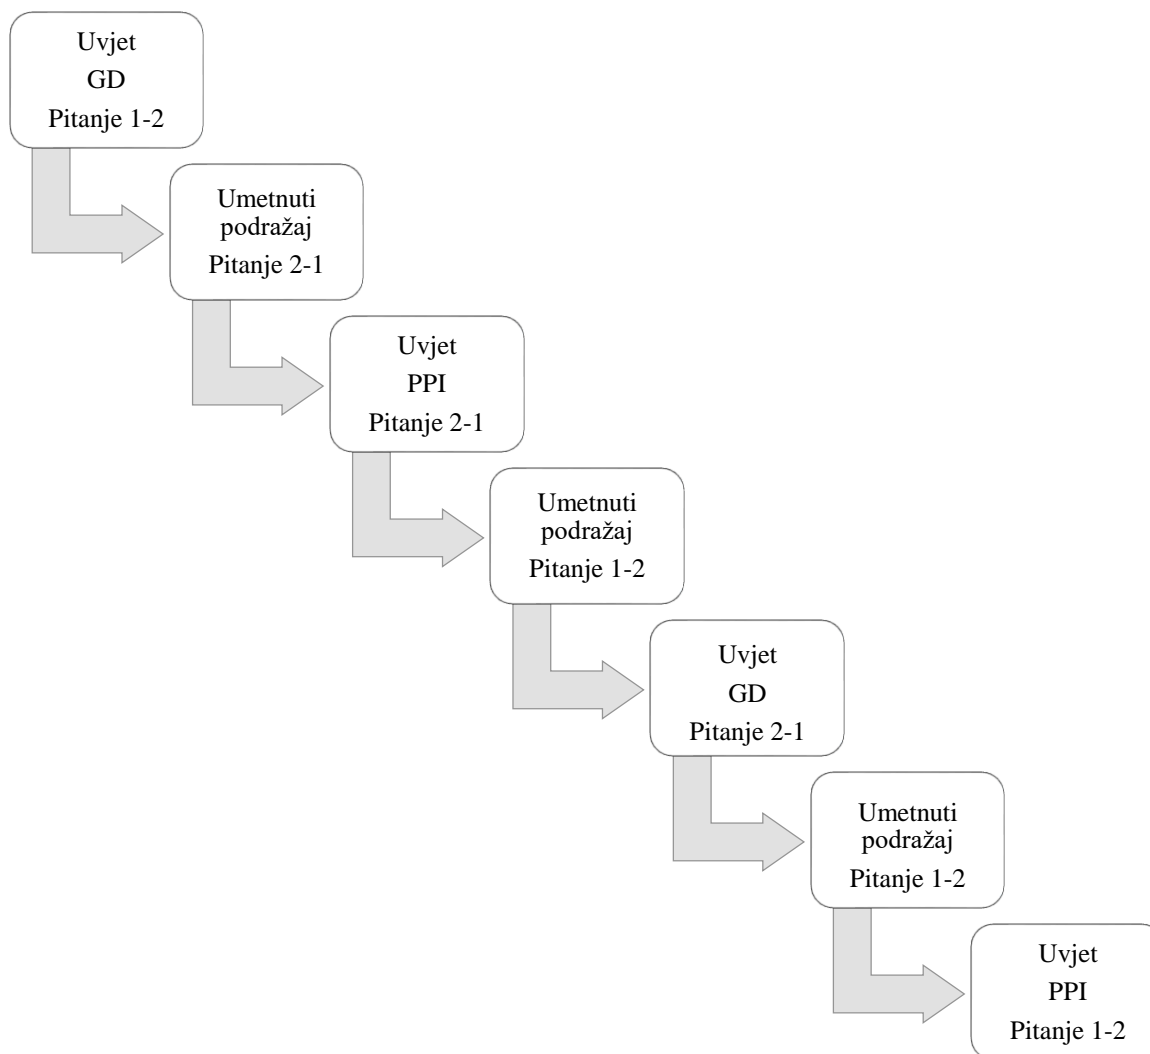 Uvjet
GD
Pitanje 1-2
Umetnuti
podražaj
Pitanje 2-1
Uvjet
PPI
Pitanje 2-1
Umetnuti
podražaj
Pitanje 1-2
Uvjet
GD
Pitanje 2-1
Umetnuti
podražaj
Pitanje 1-2
Uvjet
PPI
Pitanje 1-2